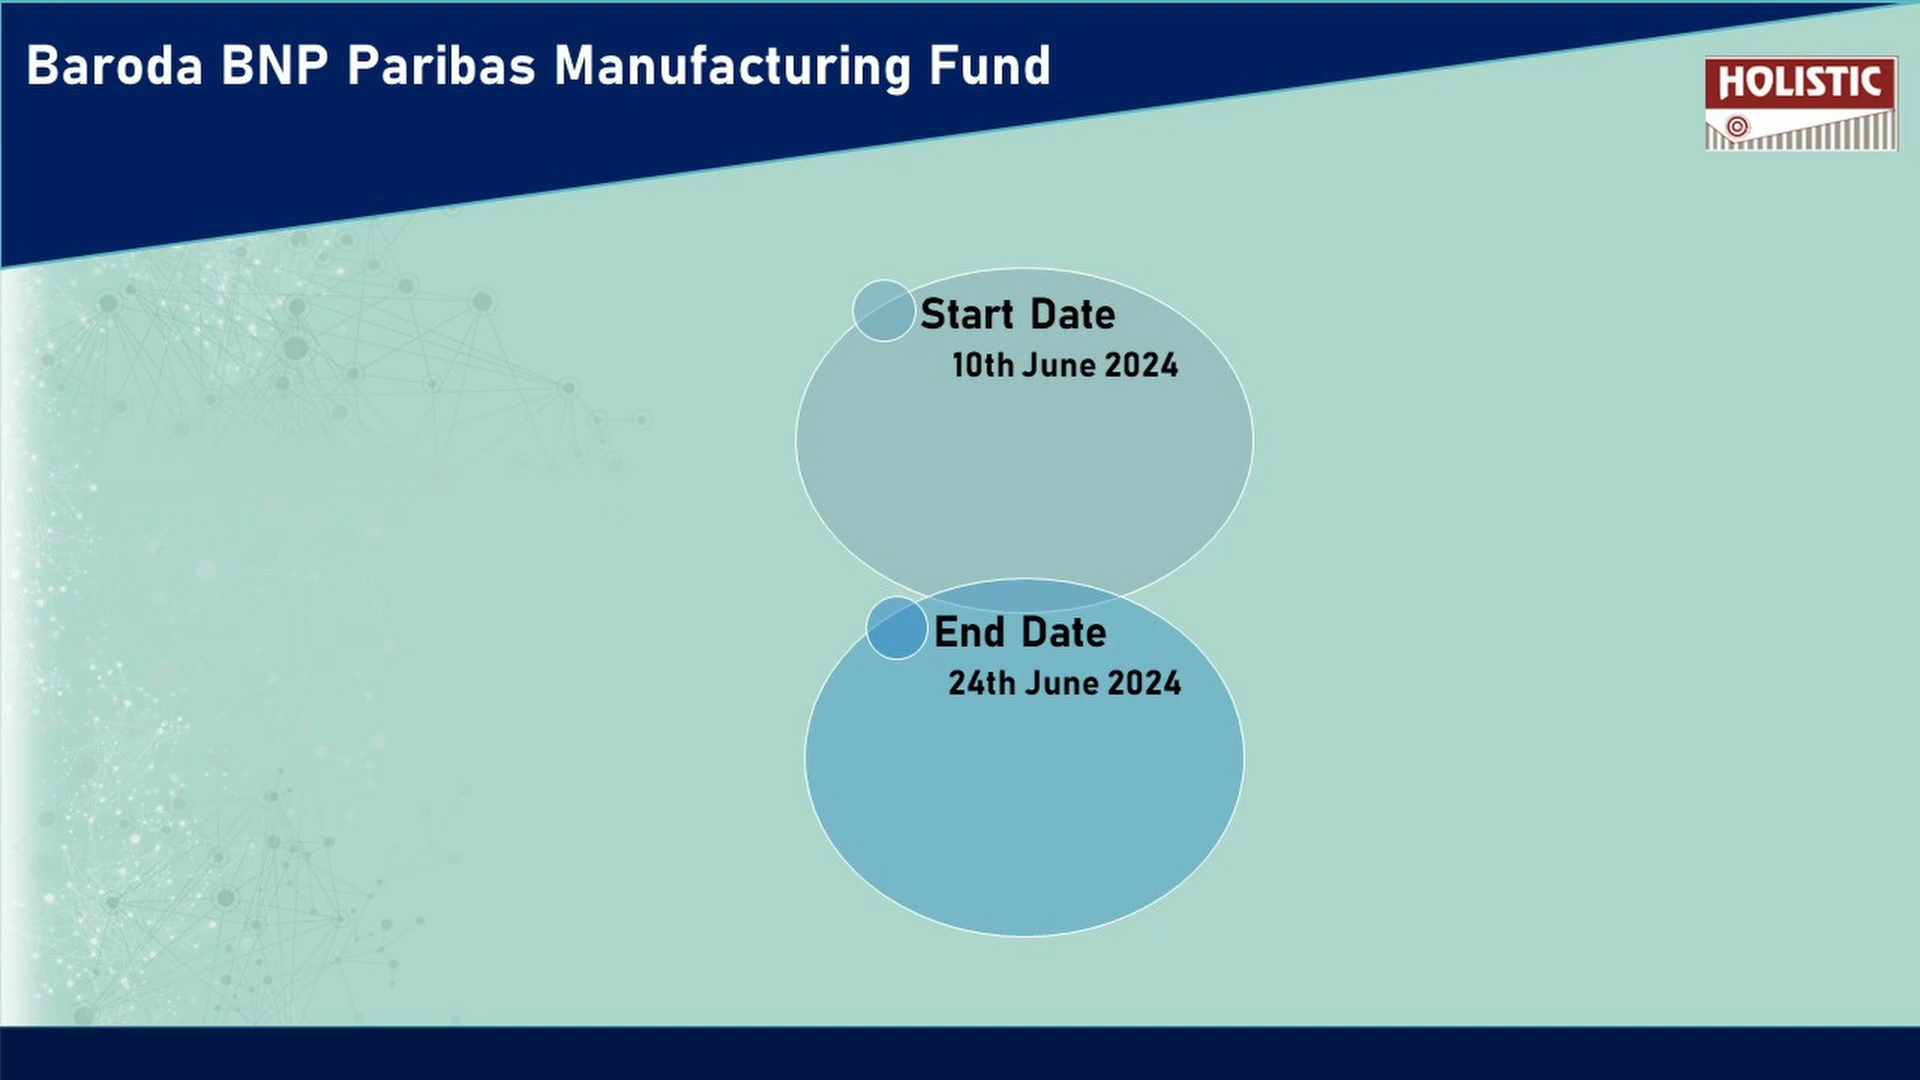 Baroda BNP Paribas Manufacturing Fund
HOLISTIC
Start Date
10th June 2024
End Date
24th June 2024